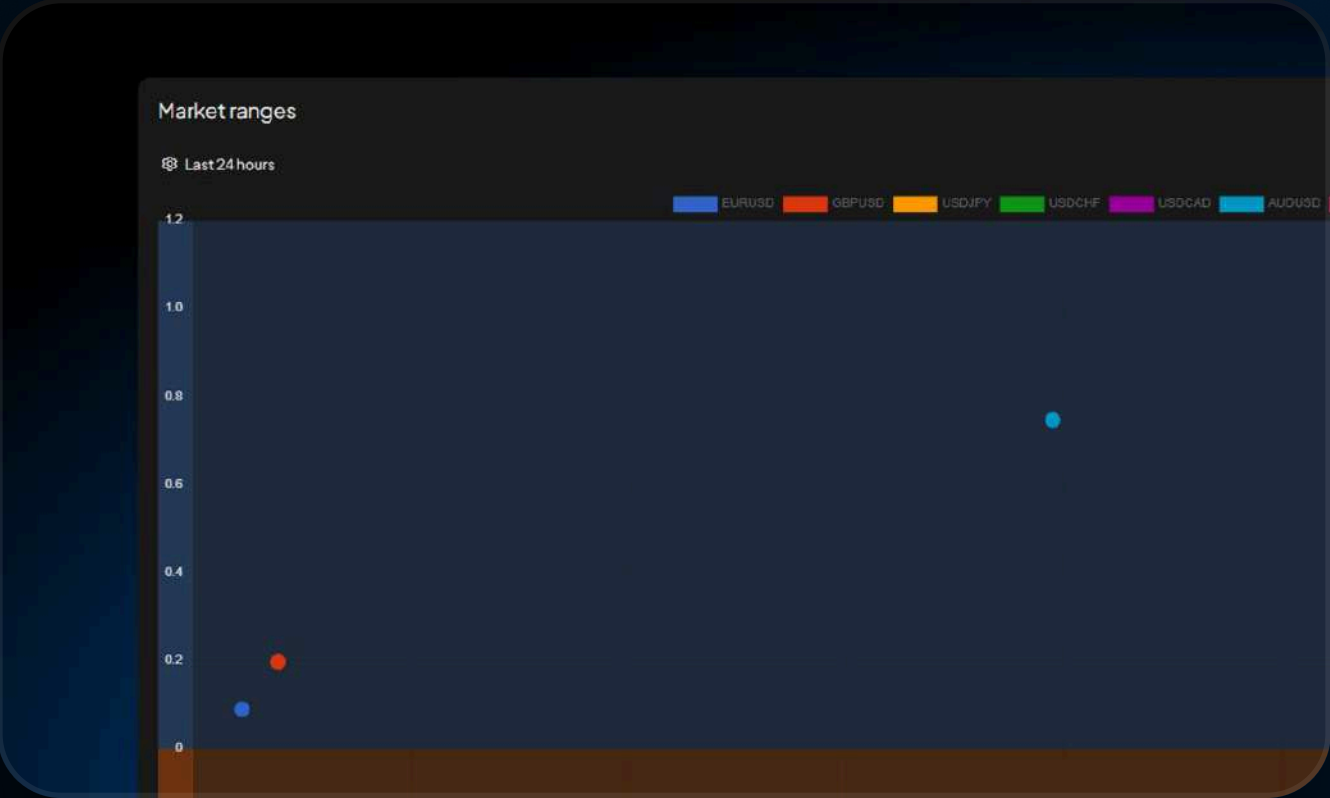 Market ranges
Last 24 hours
EURUSD GBPUSD USDJPY USDCHF USDCAD AUDUSD
1.2
1.0
0.8
0.6
0.4
0.2
0